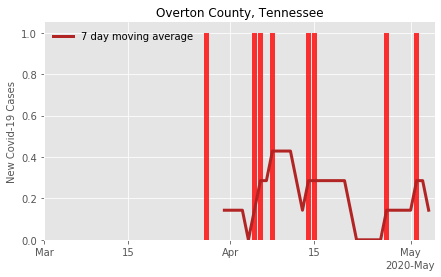 Overton County, Tennessee
7 day moving average
New Covid-19 Cases
1.0
0.8
0.6
0.4
0.2
0.0
Mar 15 Apr 15 May
2020-May